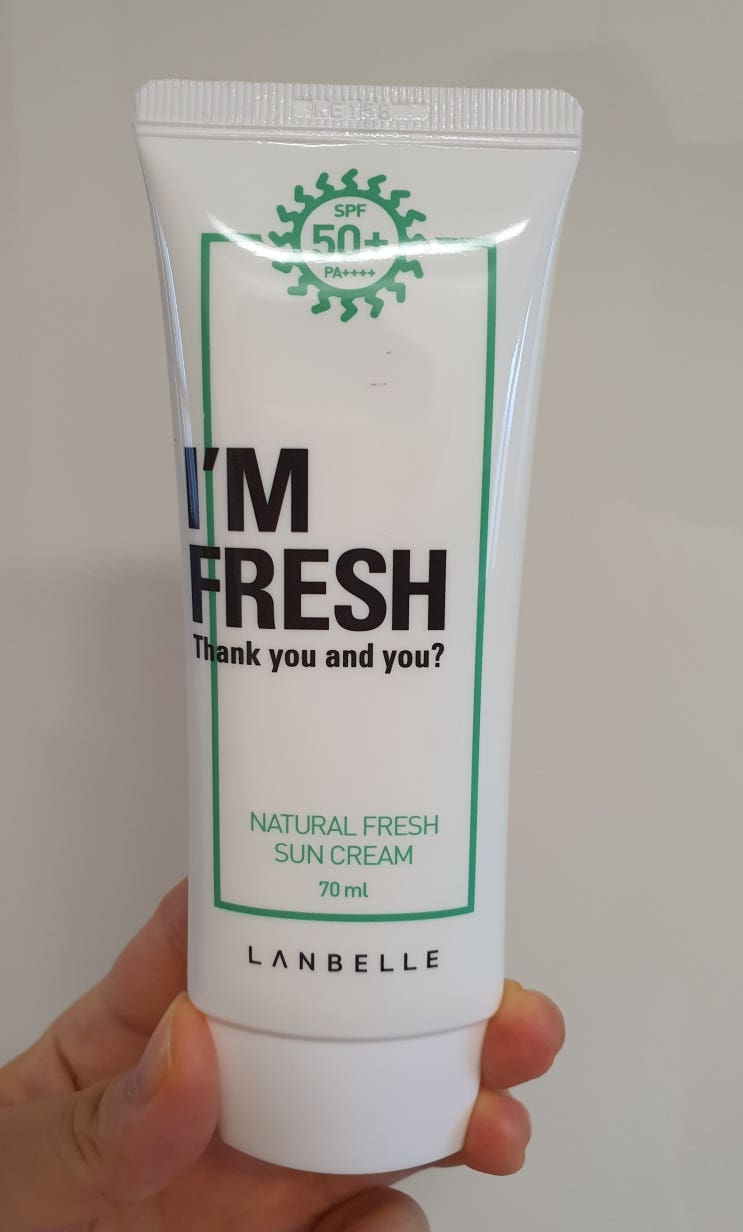 SPF
50+
PA++++
I'M
FRESH
Thank you and you?
NATURAL FRESH
SUN CREAM
70 ml
LANBELLE